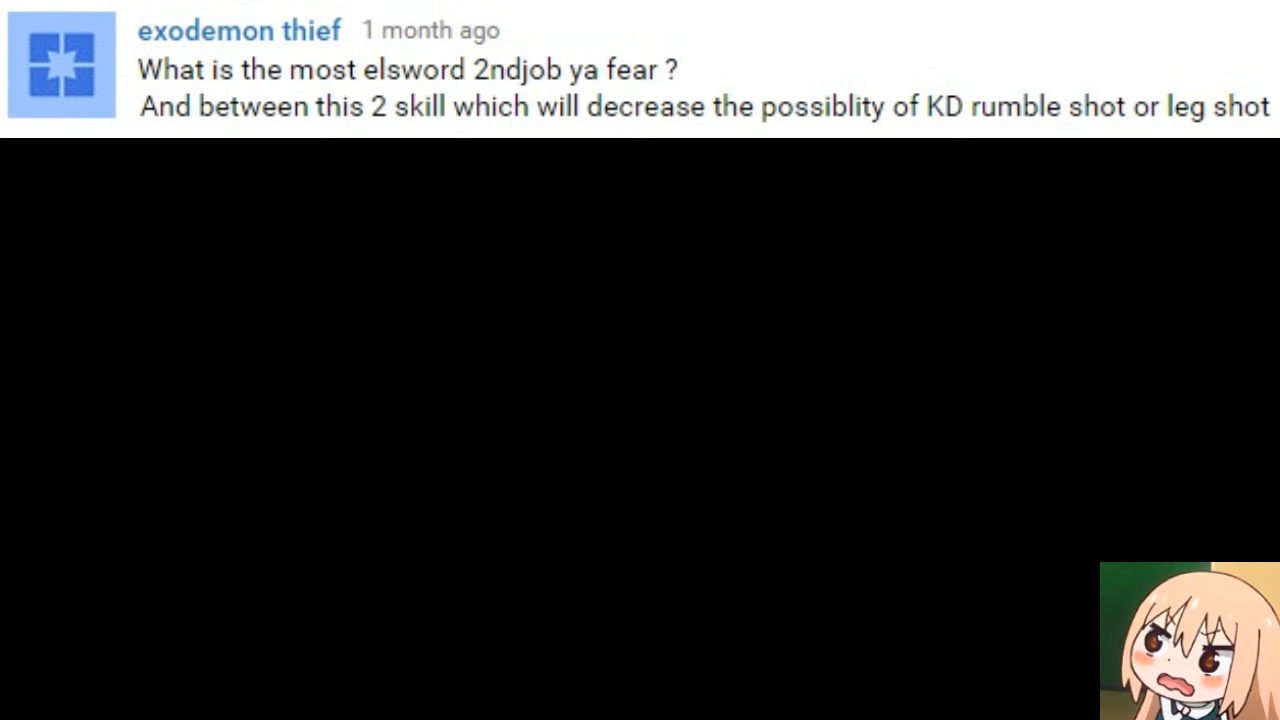 exodemon thief 1 month ago
What is the most elsword 2ndjob ya fear ?
And between this 2 skill which will decrease the possiblity of KD rumble shot or leg shot